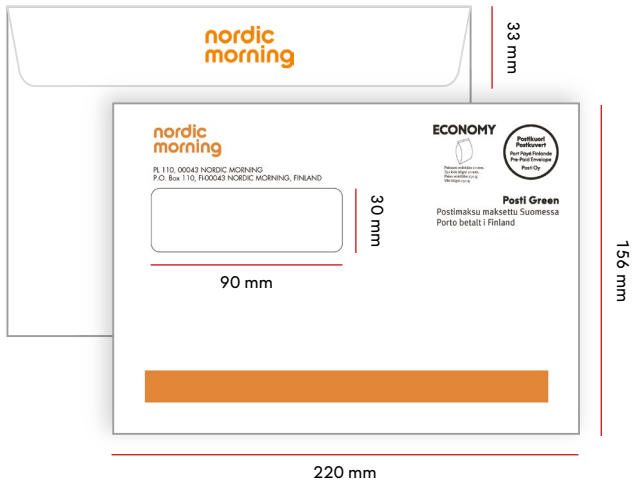 nordic
morning
33 mm
nordic
morning
PL 110, 00043 NORDIC MORNING
P.O. Box 110, FI-00043 NORDIC MORNING, FINLAND
ECONOMY
Postikuori
Postkuvert
Port Payé Finlande
Pre-Paid Envelope
Posti Oy
Posti Green
Postimaksu maksettu Suomessa
Porto betalt i Finland
30 mm
90 mm
156 mm
220 mm